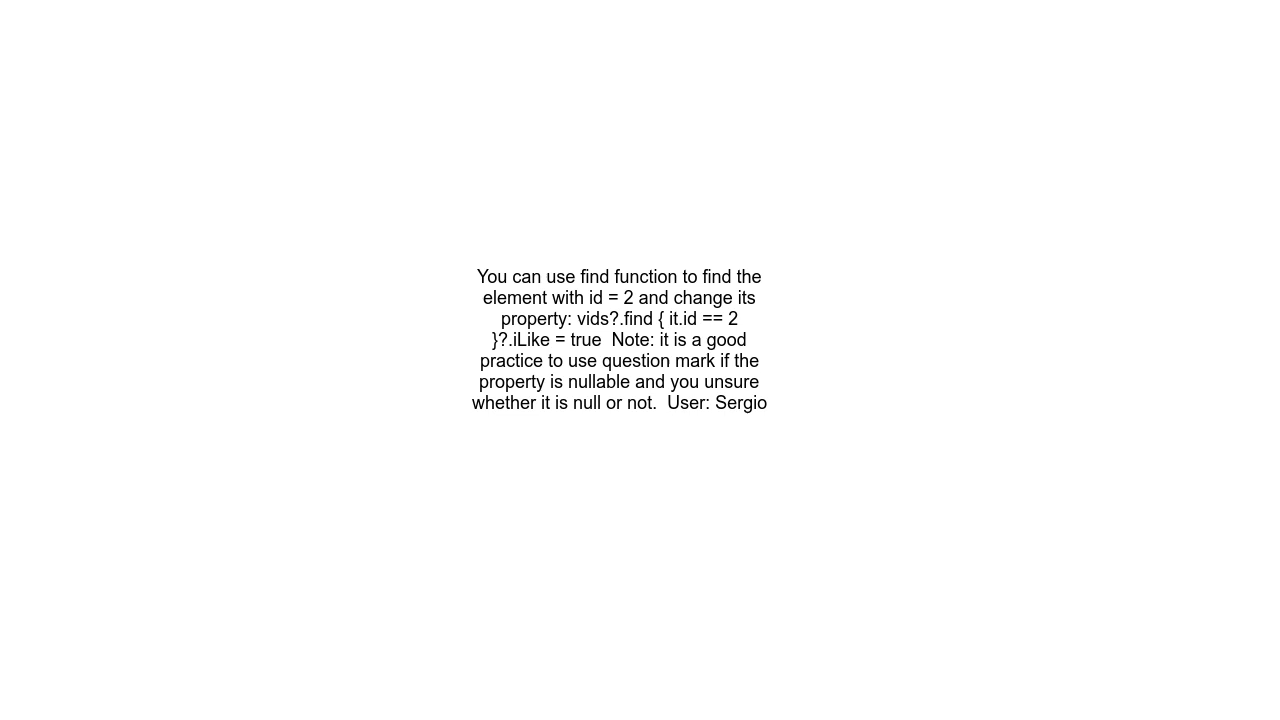 You can use find function to find the
element with id = 2 and change its
property: vids?.find { it.id == 2
}?.iLike = true  Note: it is a good
practice to use question mark if the
property is nullable and you unsure
whether it is null or not.  User: Sergio